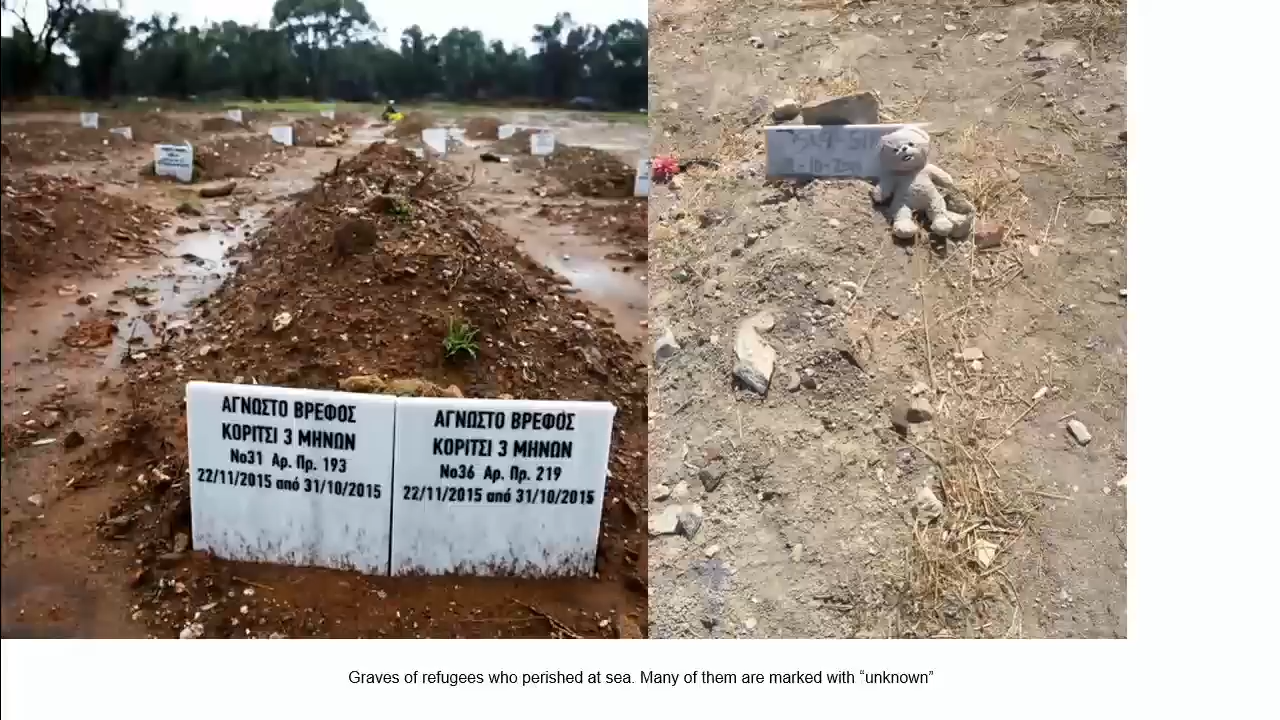 ΑΓΝΩΣΤΟ ΒΡΕΦΟΣ
ΚΟΡΙΤΣΙ 3 ΜΗΝΩΝ
Νο31 Αρ. Πρ. 193
22/11/2015 από 31/10/2015
ΑΓΝΩΣΤΟ ΒΡΕΦΟΣ
ΚΟΡΙΤΣΙ 3 ΜΗΝΩΝ
Νο36 Αρ. Πρ. 219
22/11/2015 από 31/10/2015
Graves of refugees who perished at sea. Many of them are marked with “unknown”